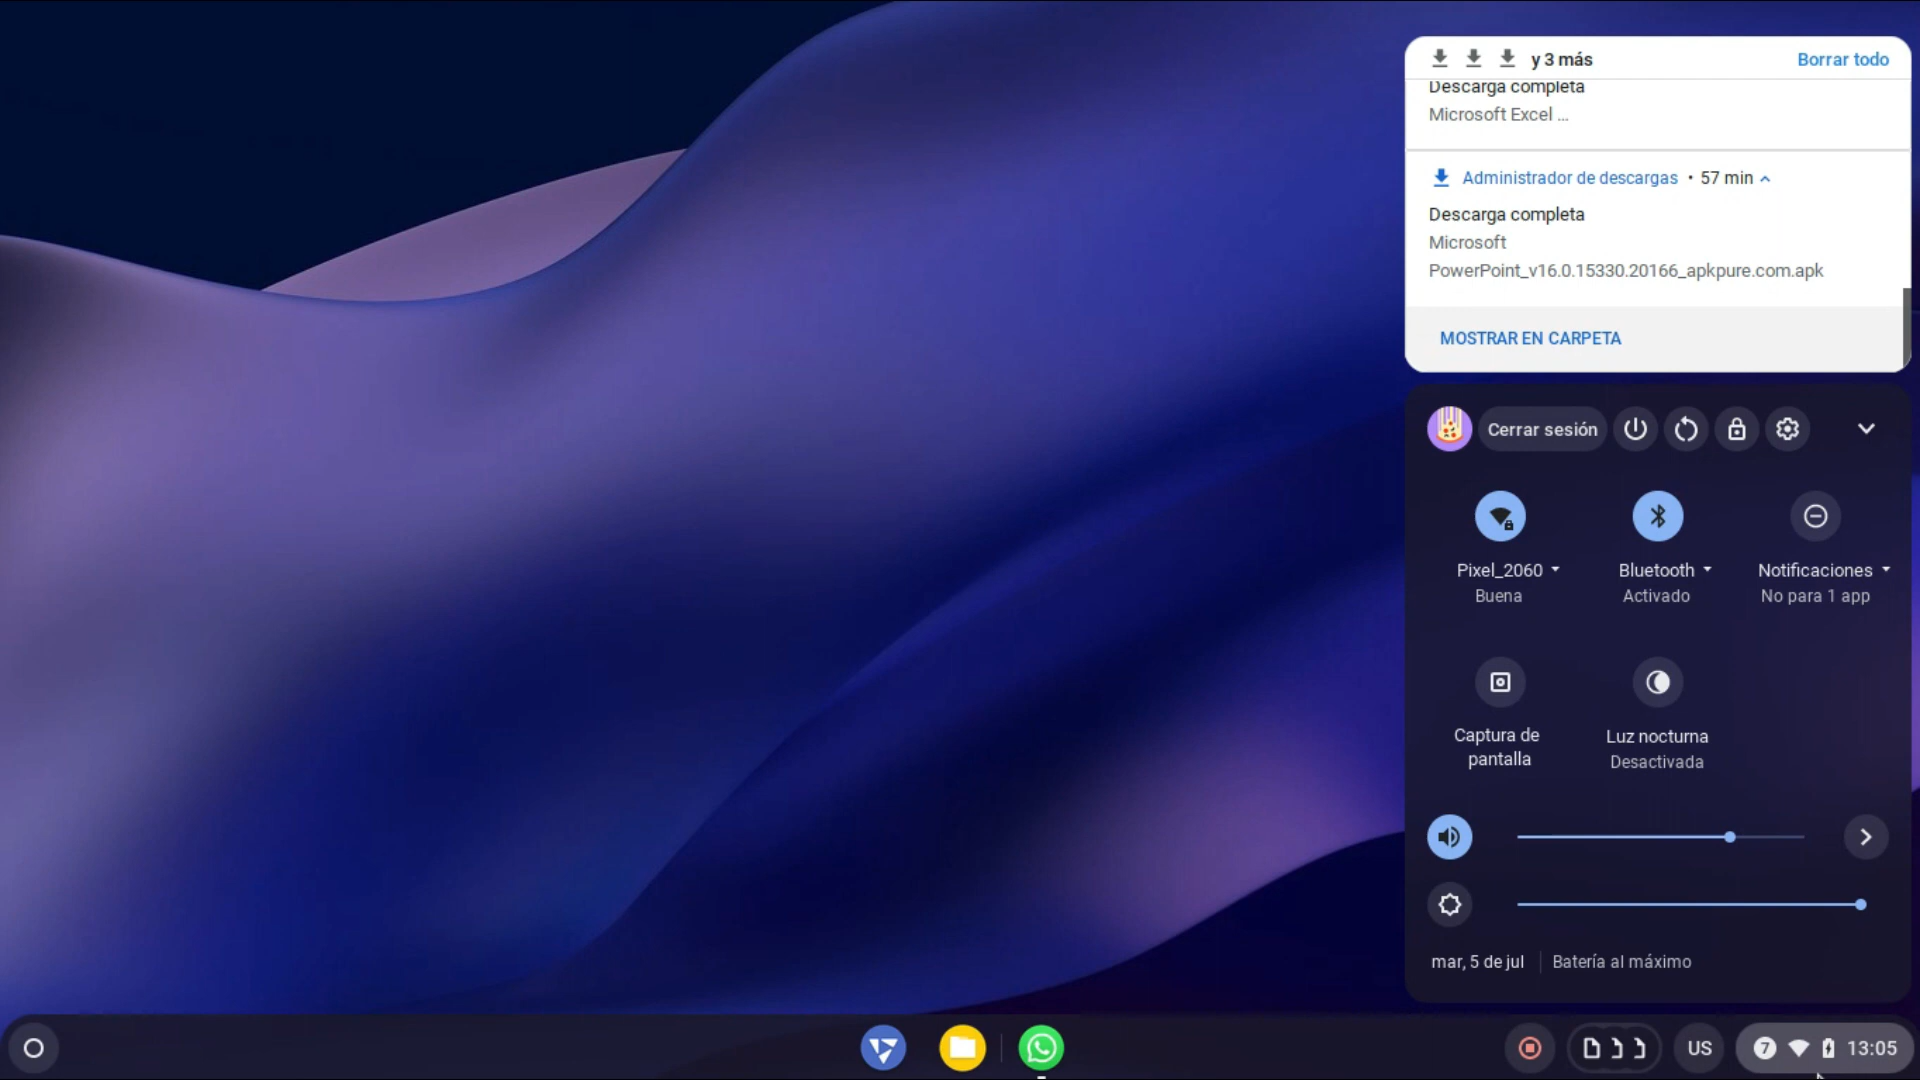 y 3 más
Borrar todo
Descarga completa
Microsoft Excel ...
Administrador de descargas • 57 min
Descarga completa
Microsoft
PowerPoint_v16.0.15330.20166_apkpure.com.apk
MOSTRAR EN CARPETA
Cerrar sesión
Pixel_2060
Buena
Bluetooth
Activado
Notificaciones
No para 1 app
Captura de
pantalla
Luz nocturna
Desactivada
mar, 5 de jul
Batería al máximo
US
7
13:05